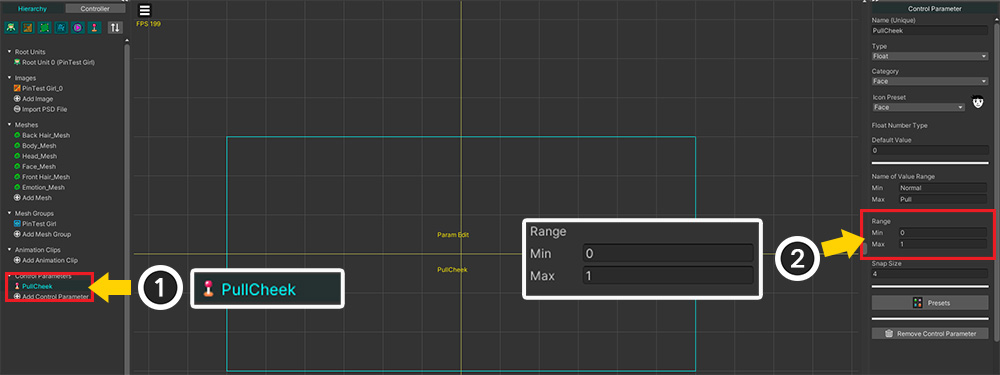 Hierarchy
Controller
FPS 199
Root Units
Root Unit 0 (PinTest Girl)
Images
PinTest Girl_0
Add Image
Import PSD File
Meshes
Back Hair_Mesh
Body_Mesh
Head_Mesh
Face_Mesh
Front Hair_Mesh
Emotion_Mesh
Add Mesh
Mesh Groups
PinTest Girl
Add Mesh Group
Animation Clips
Add Animation Clip
Control Parameters
PullCheek
Add Control Parameter
1
PullCheek
Param Edit
PullCheek
Range
Min 0
Max 1
2
Control Parameter
Name (Unique)
PullCheek
Type
Float
Category
Face
Icon Preset
Face
Float Number Type
Default Value
0
Name of Value Range
Min Normal
Max Pull
Range
Min 0
Max 1
Snap Size
4
Presets
Remove Control Parameter